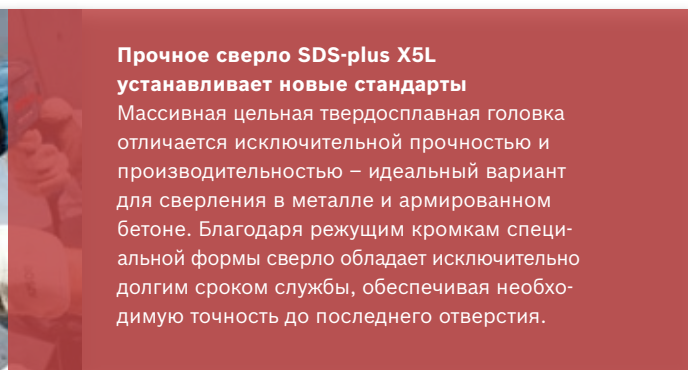 Прочное сверло SDS-plus X5L
устанавливает новые стандарты
Массивная цельная твердосплавная головка
отличается исключительной прочностью и
производительностью – идеальный вариант
для сверления в металле и армированном
бетоне. Благодаря режущим кромкам специ-
альной формы сверло обладает исключительно
долгим сроком службы, обеспечивая необхо-
димую точность до последнего отверстия.